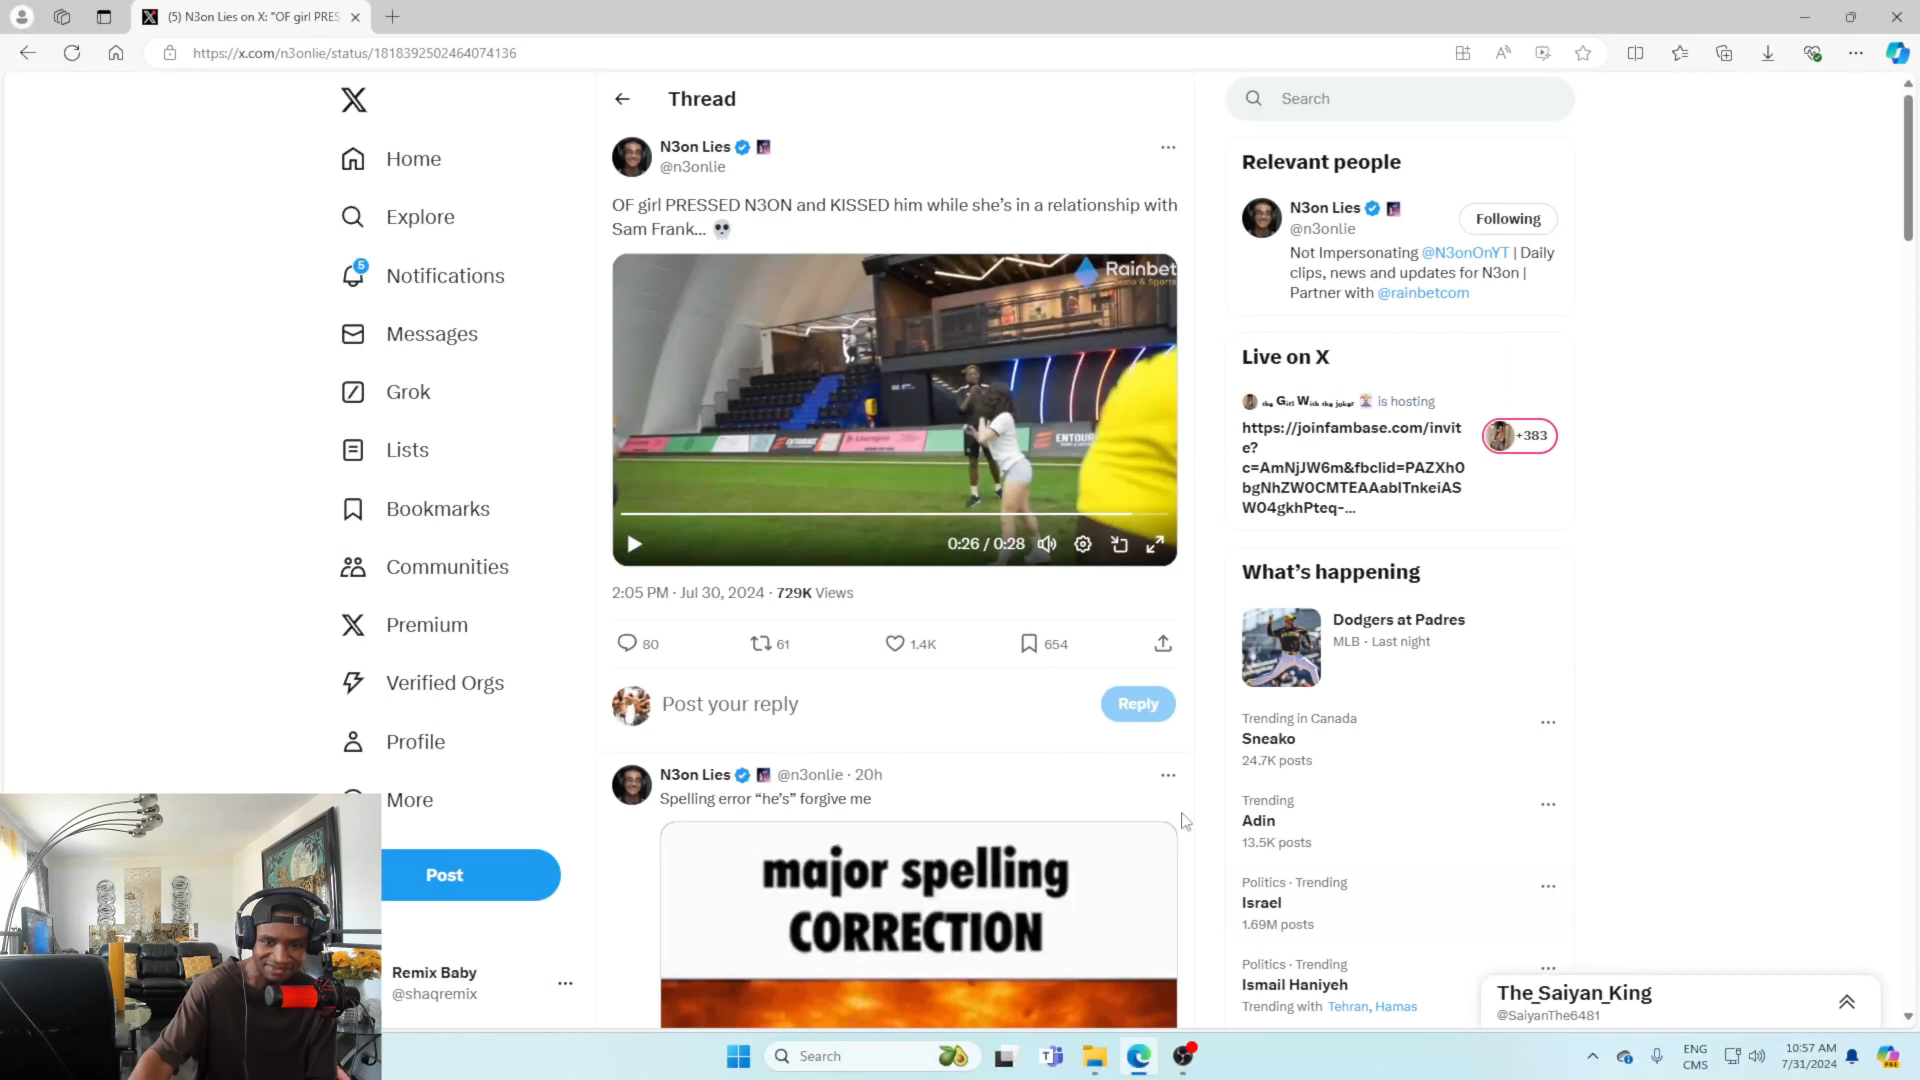 (5) N3on Lies on X: "OF girl PRES
https://x.com/n3onlie/status/1818392502464074136
Home
Explore
5
Notifications
Messages
Grok
Lists
Bookmarks
Communities
Premium
Verified Orgs
Profile
More
Post
Remix Baby
@shaqremix
Thread
N3on Lies
@n3onlie
OF girl PRESSED N3ON and KISSED him while she's in a relationship with
Sam Frank... 💀
Rainbet
ENTOUR
0:26 / 0:28
2:05 PM · Jul 30, 2024 · 729K Views
80 61 1.4K 654
Post your reply
Reply
N3on Lies @n3onlie · 20h
Spelling error “he’s” forgive me
major spelling
CORRECTION
Search
Relevant people
N3on Lies
@n3onlie
Following
Not Impersonating @N3onOnYT | Daily
clips, news and updates for N3on |
Partner with @rainbetcom
Live on X
the Girl With the joker 🃏 is hosting
https://joinfambase.com/invit
e?
c=AmNjJW6m&fbclid=PAZXh0
bgNhZW0CMTEAAabITnkeiAS
W04gkhPteq-...
+383
What’s happening
Dodgers at Padres
MLB · Last night
Trending in Canada
Sneako
24.7K posts
Trending
Adin
13.5K posts
Politics · Trending
Israel
1.69M posts
Politics · Trending
Ismail Haniyeh
Trending with Tehran, Hamas
The_Saiyan_King
@SaiyanThe6481
Search
ENG
CMS
10:57 AM
7/31/2024
PRE